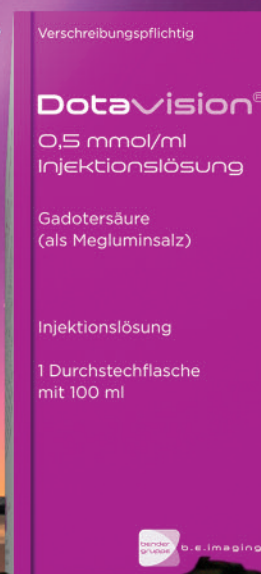 Verschreibungspflichtig
Dotavision®
0,5 mmol/ml
Injektionslösung
Gadotersäure
(als Megluminsalz)
Injektionslösung
1 Durchstechflasche
mit 100 ml
bender
gruppe
b.e.imaging